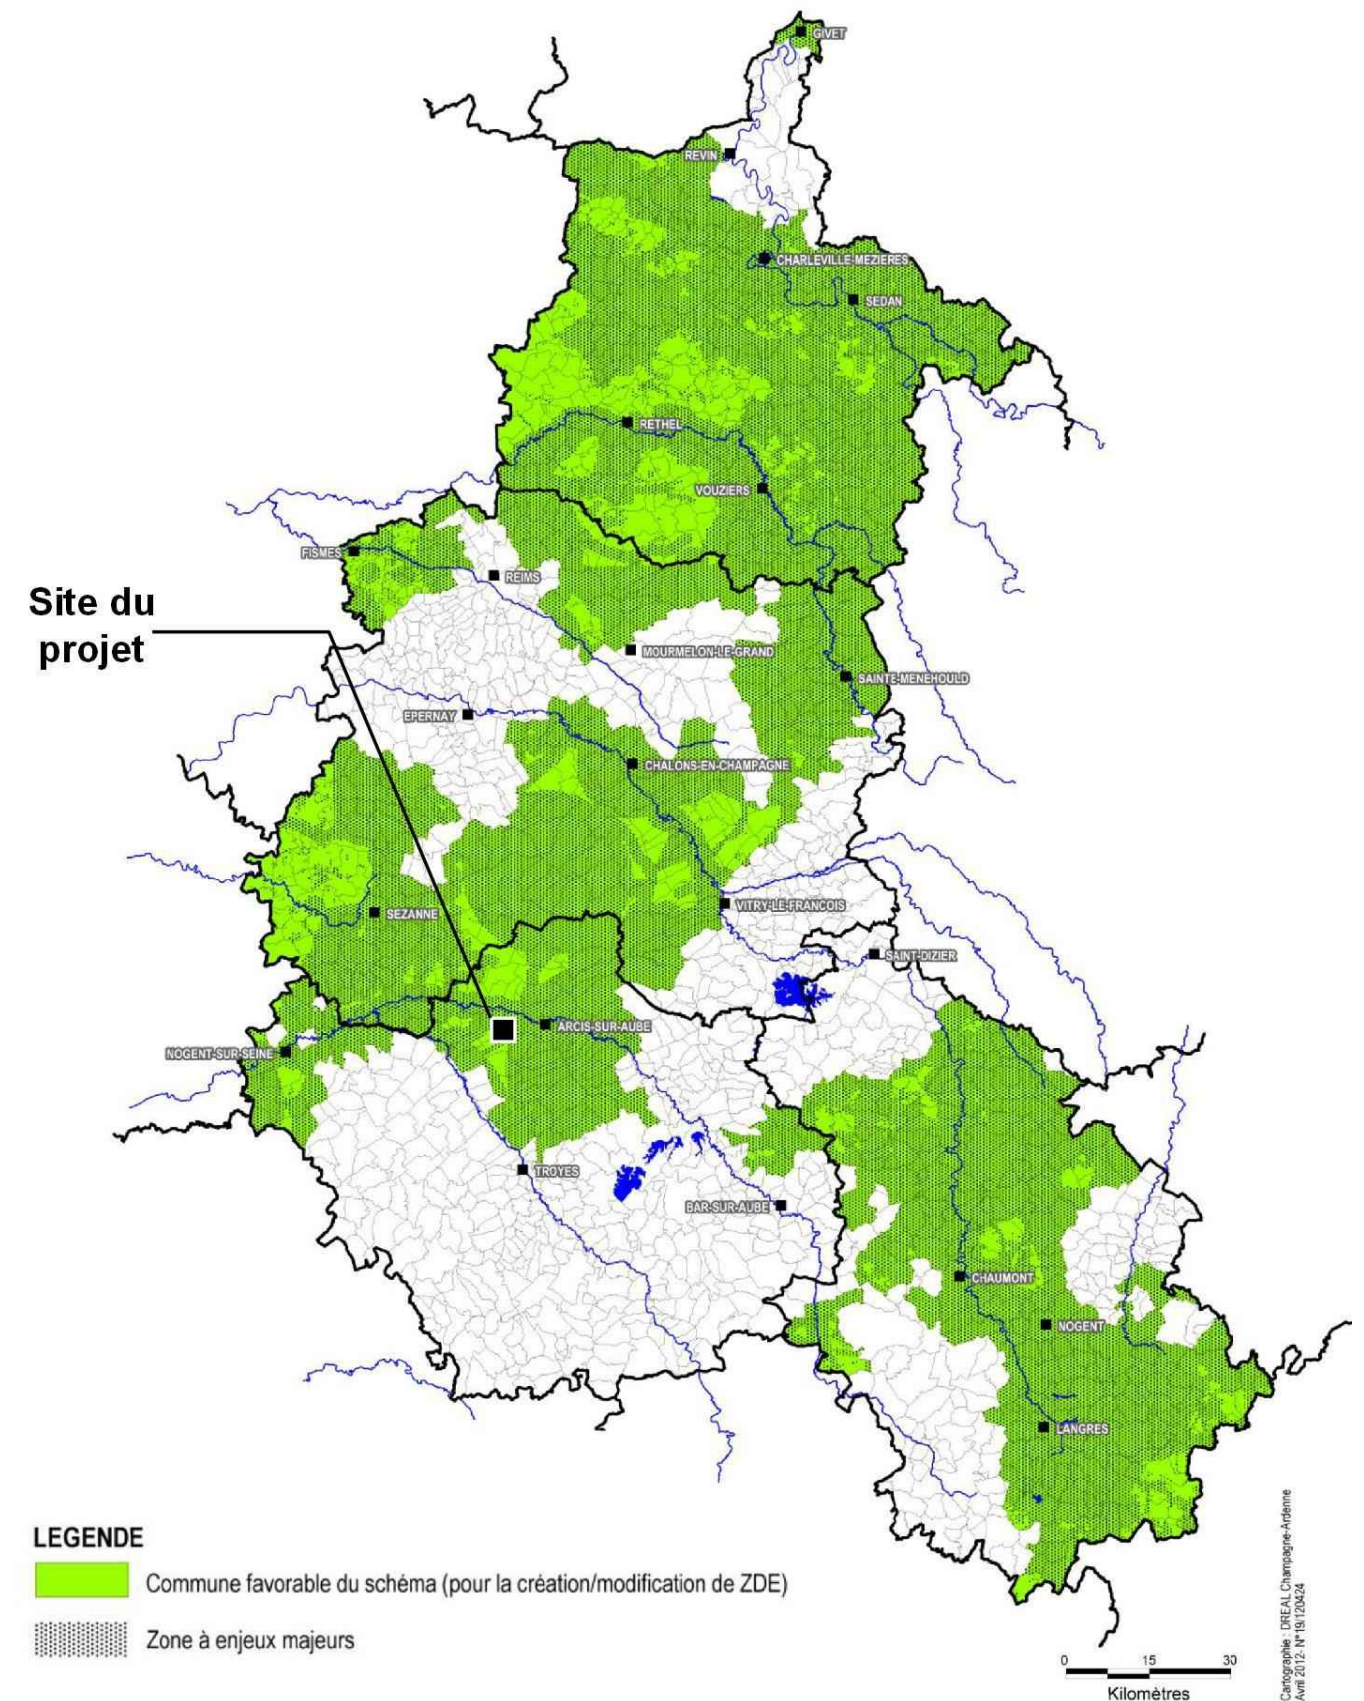 GIVET
REVIN
CHARLEVILLE-MEZIERES
SEDAN
RETHEL
VOUZIERS
FISMES
REIMS
Site du
projet
MOURMELON-LE-GRAND
SAINTE-MENEHOULD
EPERNAY
CHALONS-EN-CHAMPAGNE
VITRY-LE-FRANCOIS
SEZANNE
SAINT-DIZIER
ARCIS-SUR-AUBE
NOGENT-SUR-SEINE
TROYES
BAR-SUR-AUBE
CHAUMONT
NOGENT
LANGRES
LEGENDE
Commune favorable du schéma (pour la création/modification de ZDE)
Zone à enjeux majeurs
0 15 30
Kilomètres
Cartographie : DREAL Champagne-Ardenne
Avril 2012- N°19/120424